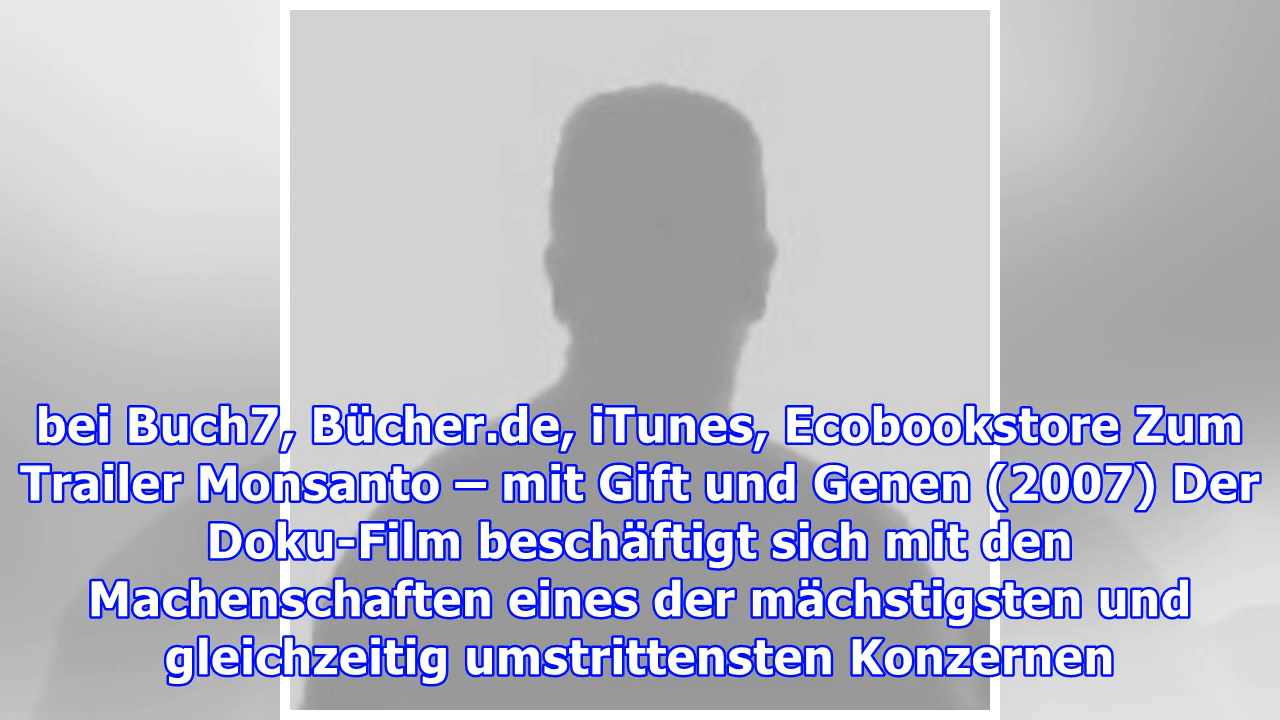 bei Buch7, Bücher.de, iTunes, Ecobookstore Zum
Trailer Monsanto – mit Gift und Genen (2007) Der
Doku-Film beschäftigt sich mit den
Machenschaften eines der mächstigsten und
gleichzeitig umstrittensten Konzernen